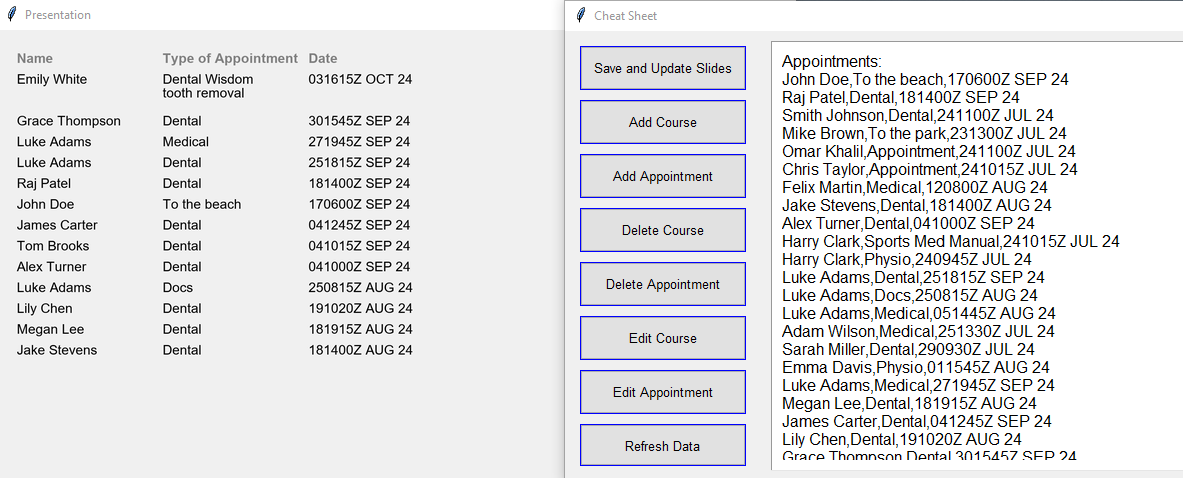 Presentation
Name Type of Appointment Date
Emily White Dental Wisdom 031615Z OCT 24
tooth removal
Grace Thompson Dental 301545Z SEP 24
Luke Adams Medical 271945Z SEP 24
Luke Adams Dental 251815Z SEP 24
Raj Patel Dental 181400Z SEP 24
John Doe To the beach 170600Z SEP 24
James Carter Dental 041245Z SEP 24
Tom Brooks Dental 041015Z SEP 24
Alex Turner Dental 041000Z SEP 24
Luke Adams Docs 250815Z AUG 24
Lily Chen Dental 191020Z AUG 24
Megan Lee Dental 181915Z AUG 24
Jake Stevens Dental 181400Z AUG 24
Cheat Sheet
Save and Update Slides
Add Course
Add Appointment
Delete Course
Delete Appointment
Edit Course
Edit Appointment
Refresh Data
Appointments:
John Doe,To the beach,170600Z SEP 24
Raj Patel,Dental,181400Z SEP 24
Smith Johnson,Dental,241100Z JUL 24
Mike Brown,To the park,231300Z JUL 24
Omar Khalil,Appointment,241100Z JUL 24
Chris Taylor,Appointment,241015Z JUL 24
Felix Martin,Medical,120800Z AUG 24
Jake Stevens,Dental,181400Z AUG 24
Alex Turner,Dental,041000Z SEP 24
Harry Clark,Sports Med Manual,241015Z JUL 24
Harry Clark,Physio,240945Z JUL 24
Luke Adams,Dental,251815Z SEP 24
Luke Adams,Docs,250815Z AUG 24
Luke Adams,Medical,051445Z AUG 24
Adam Wilson,Medical,251330Z JUL 24
Sarah Miller,Dental,290930Z JUL 24
Emma Davis,Physio,011545Z AUG 24
Luke Adams,Medical,271945Z SEP 24
Megan Lee,Dental,181915Z AUG 24
James Carter,Dental,041245Z SEP 24
Lily Chen,Dental,191020Z AUG 24
Grace Thompson,Dental,301545Z SEP 24